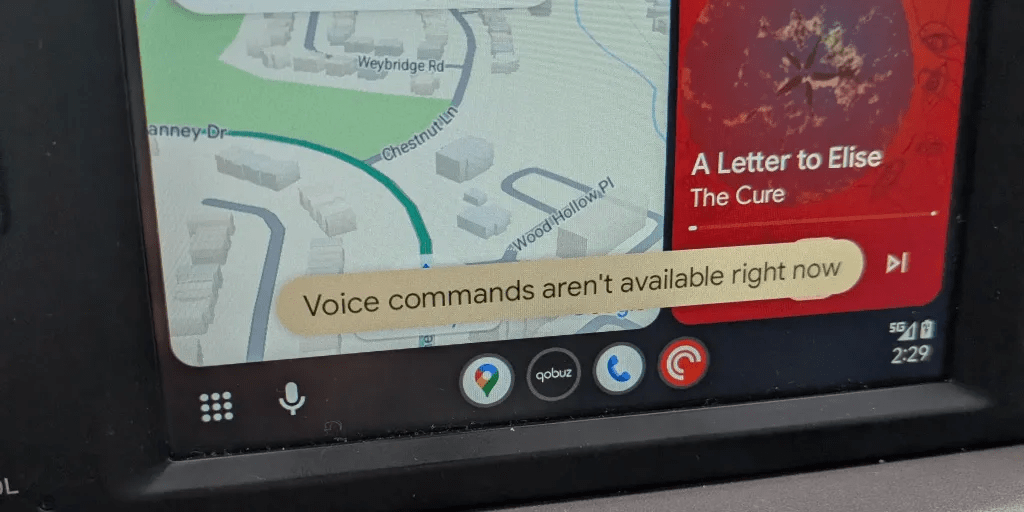 Weybridge Rd
anney Dr
Chestnut Ln
Wood Hollow Pl
A Letter to Elise
The Cure
Voice commands aren't available right now
qobuz
5G
2:29